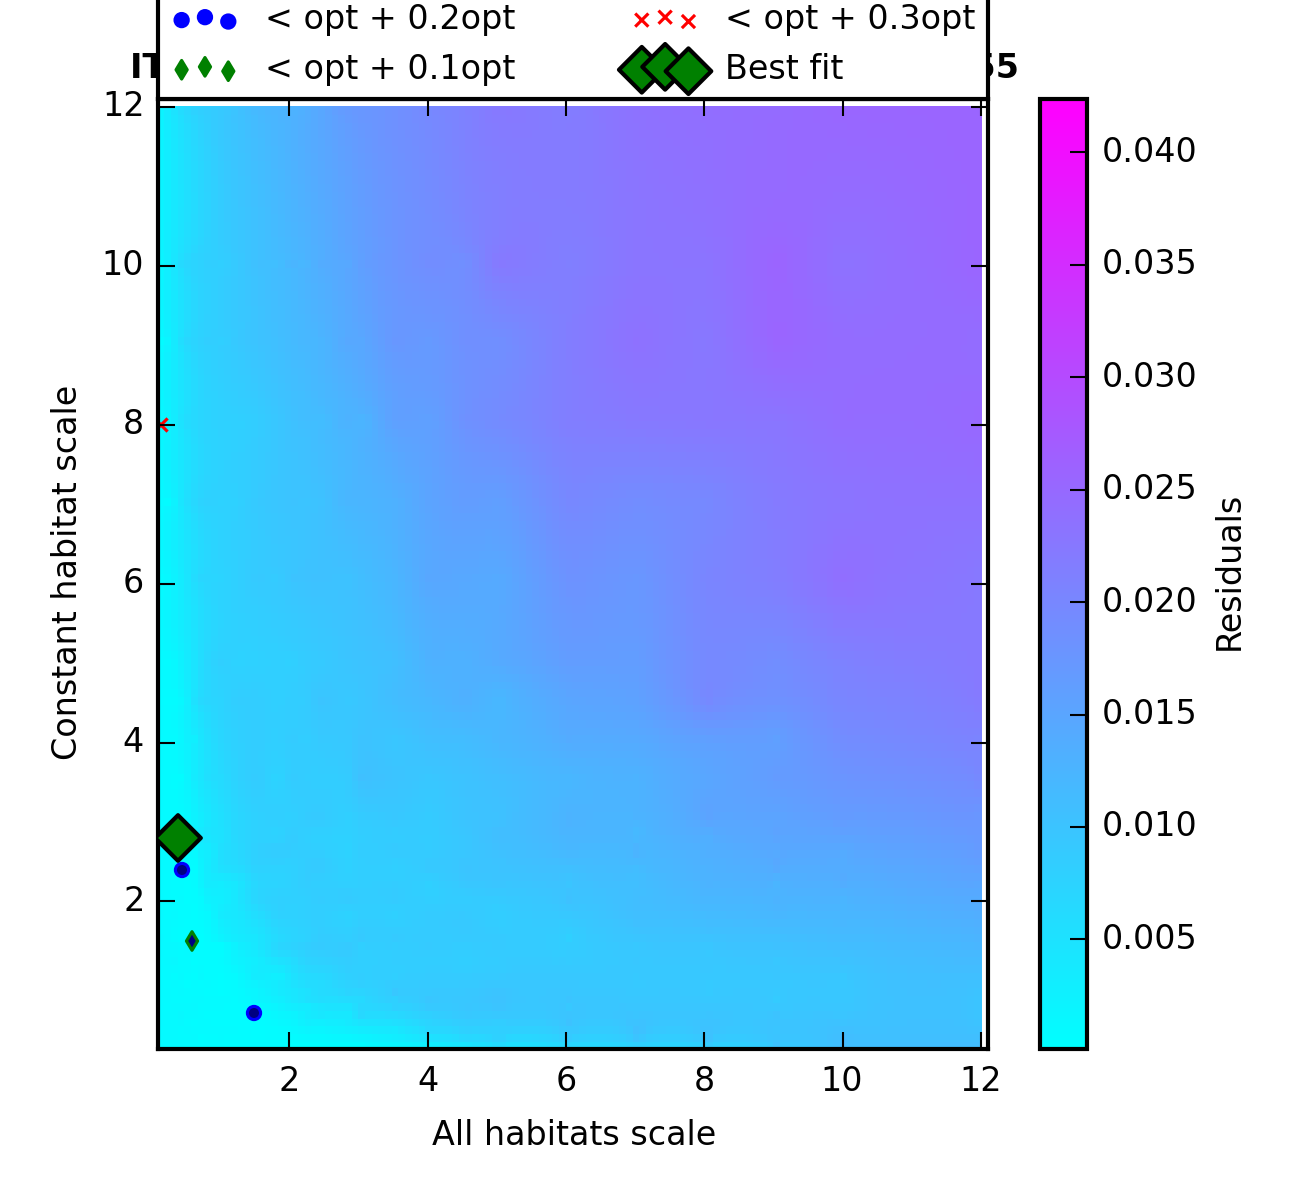 < opt + 0.2opt
< opt + 0.3opt
< opt + 0.1opt
Best fit
12
10
8
6
4
2
Constant habitat scale
2 4 6 8 10 12
All habitats scale
0.040
0.035
0.030
0.025
0.020
0.015
0.010
0.005
Residuals